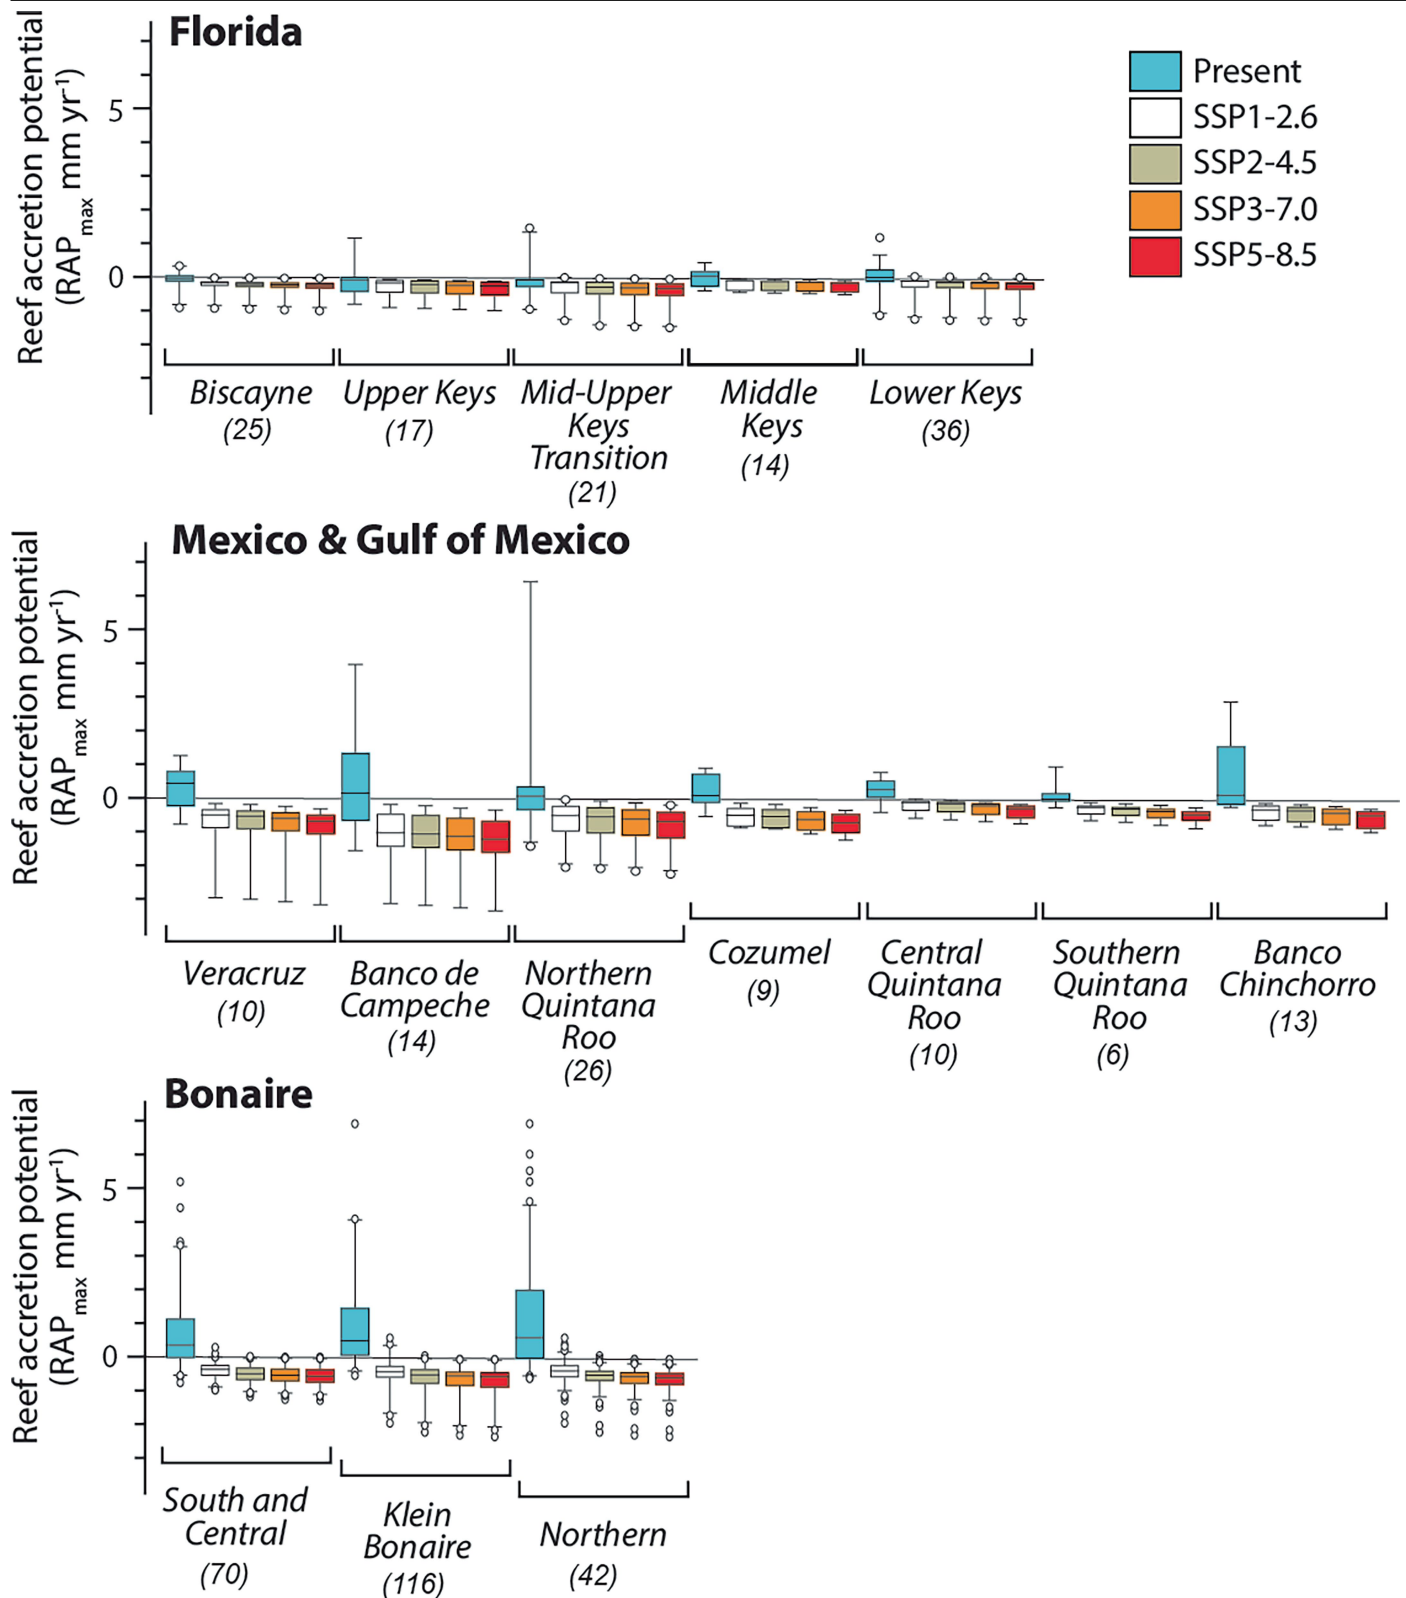 Florida
Reef accretion potential
(RAPmax mm yr-1)
5
0
Present
SSP1-2.6
SSP2-4.5
SSP3-7.0
SSP5-8.5
Biscayne
(25)
Upper Keys
(17)
Mid-Upper
Keys
Transition
(21)
Middle
Keys
(14)
Lower Keys
(36)
Mexico & Gulf of Mexico
Reef accretion potential
(RAPmax mm yr-1)
5
0
Veracruz
(10)
Banco de
Campeche
(14)
Northern
Quintana
Roo
(26)
Cozumel
(9)
Central
Quintana
Roo
(10)
Southern
Quintana
Roo
(6)
Banco
Chinchorro
(13)
Bonaire
Reef accretion potential
(RAPmax mm yr-1)
5
0
South and
Central
(70)
Klein
Bonaire
(116)
Northern
(42)